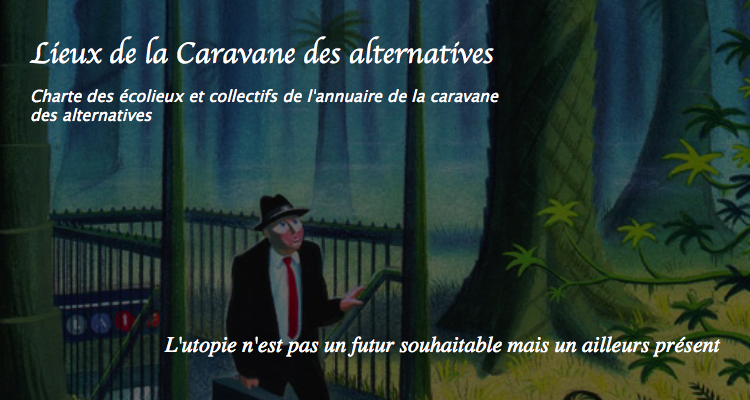 Lieux de la Caravane des alternatives
Charte des écolieux et collectifs de l'annuaire de la caravane
des alternatives
L'utopie n'est pas un futur souhaitable mais un ailleurs présent